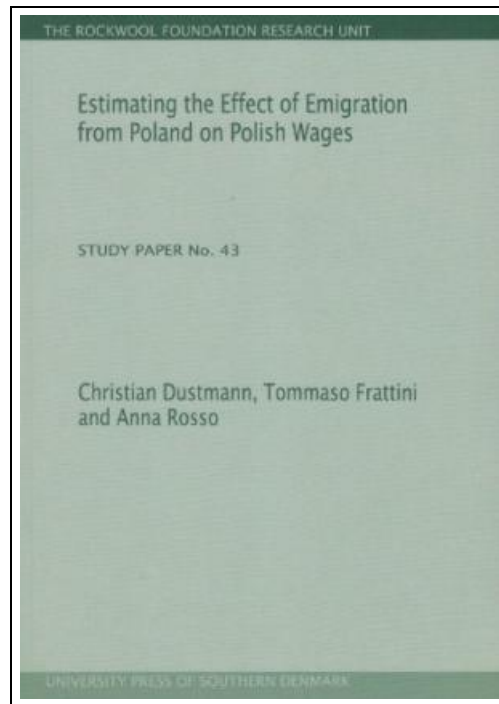 THE ROCKWOOL FOUNDATION RESEARCH UNIT
Estimating the Effect of Emigration
from Poland on Polish Wages
STUDY PAPER No. 43
Christian Dustmann, Tommaso Frattini
and Anna Rosso
UNIVERSITY PRESS OF SOUTHERN DENMARK